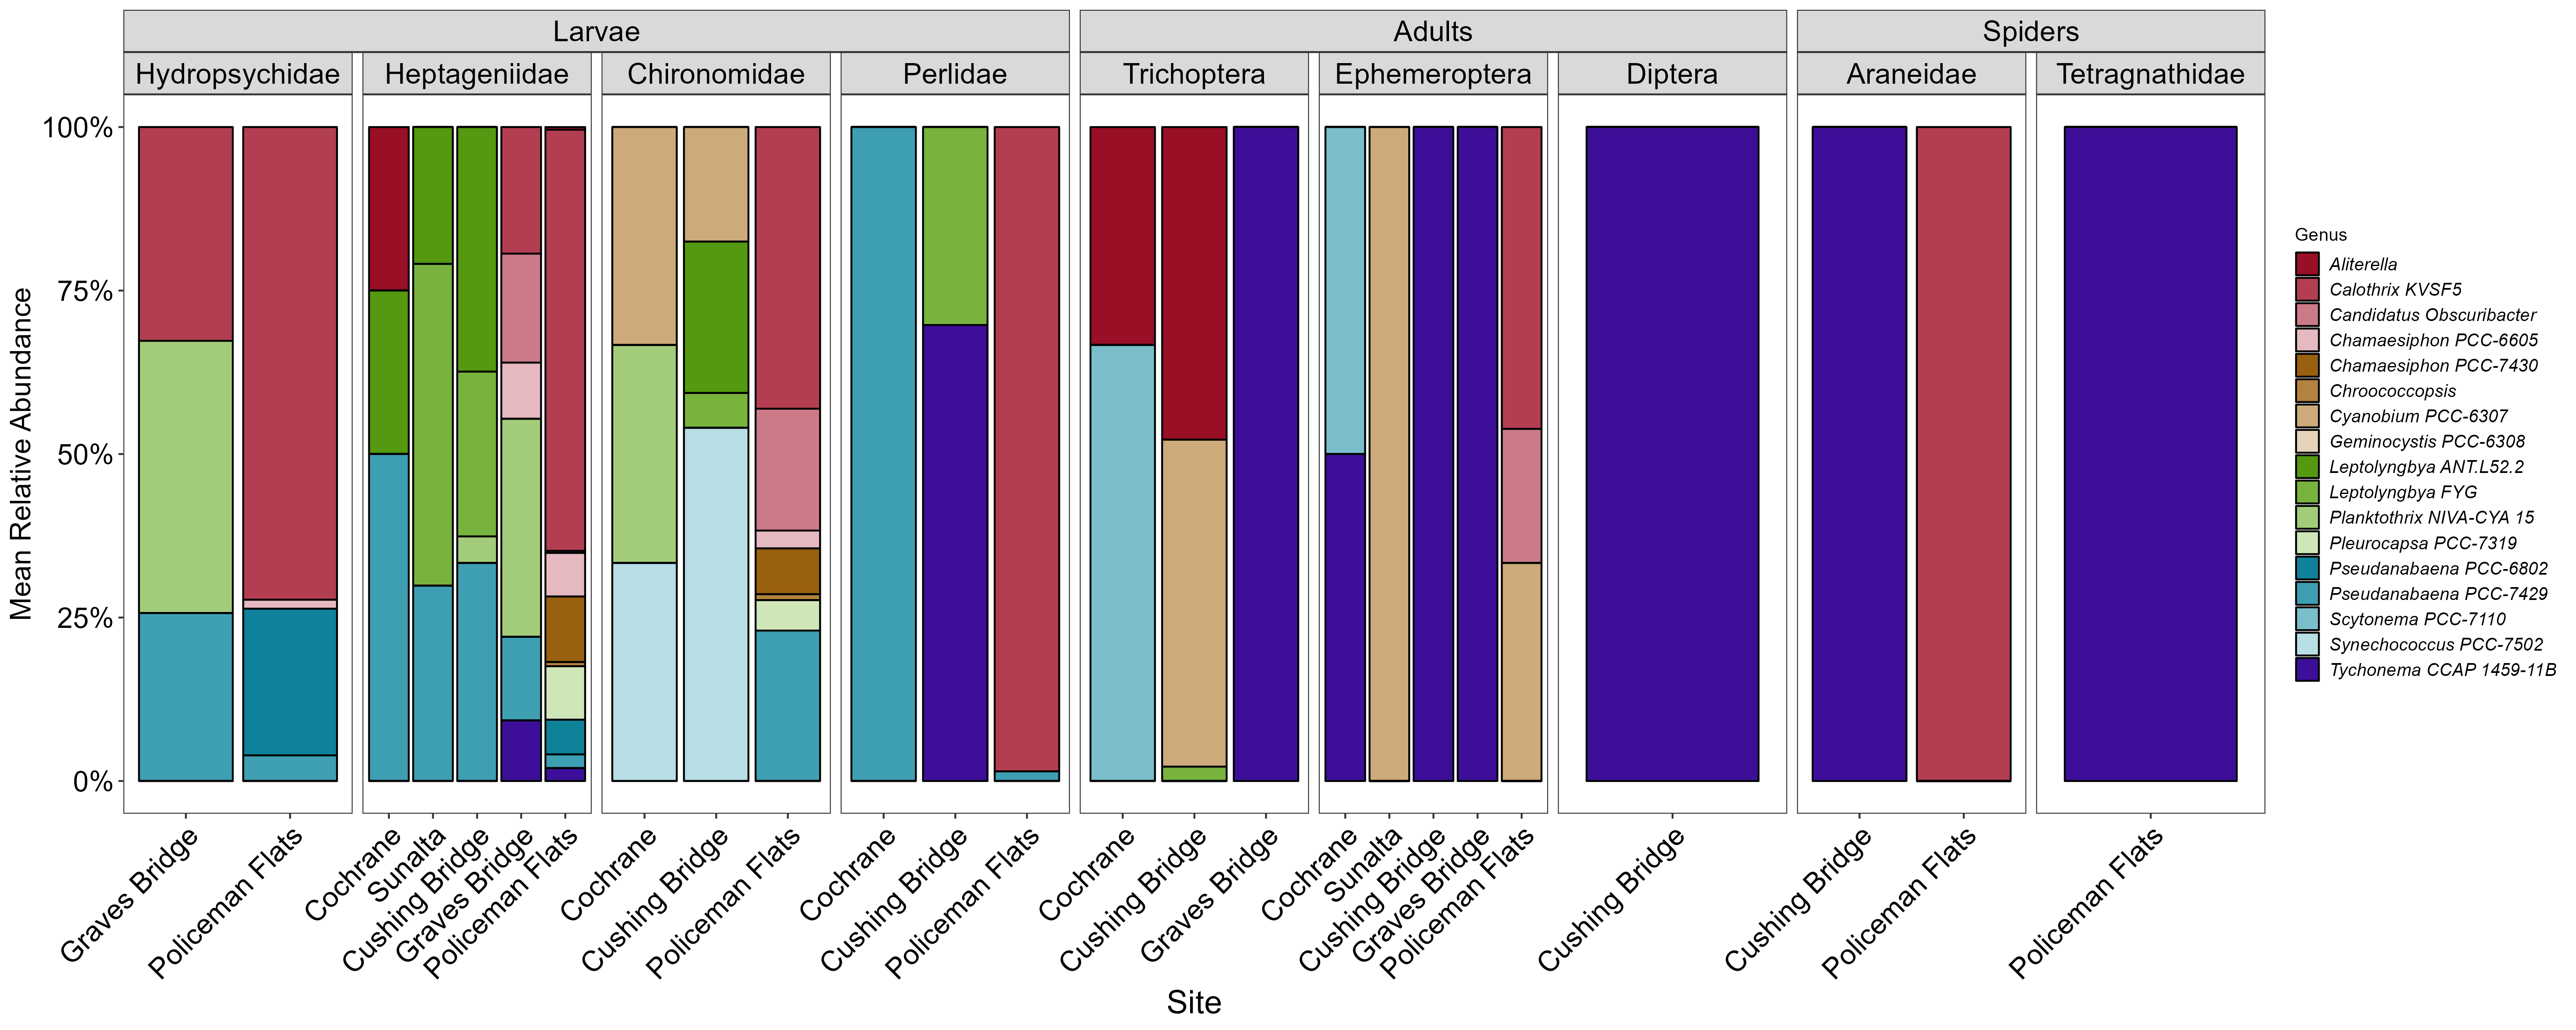 Larvae Adults Spiders
Hydropsychidae Heptageniidae Chironomidae Perlidae Trichoptera Ephemeroptera Diptera Araneidae Tetragnathidae
Mean Relative Abundance
100%
75%
50%
25%
0%
Graves Bridge
Policeman Flats
Cochrane
Sunalta
Cushing Bridge
Graves Bridge
Policeman Flats
Cochrane
Cushing Bridge
Policeman Flats
Cochrane
Cushing Bridge
Policeman Flats
Cochrane
Cushing Bridge
Graves Bridge
Cochrane
Sunalta
Cushing Bridge
Graves Bridge
Policeman Flats
Cushing Bridge
Cushing Bridge
Policeman Flats
Policeman Flats
Site
Genus
Aliterella
Calothrix KVSF5
Candidatus Obscuribacter
Chamaesiphon PCC-6605
Chamaesiphon PCC-7430
Chroococcopsis
Cyanobium PCC-6307
Geminocystis PCC-6308
Leptolyngbya ANT.L52.2
Leptolyngbya FYG
Planktothrix NIVA-CYA 15
Pleurocapsa PCC-7319
Pseudanabaena PCC-6802
Pseudanabaena PCC-7429
Scytonema PCC-7110
Synechococcus PCC-7502
Tychonema CCAP 1459-11B